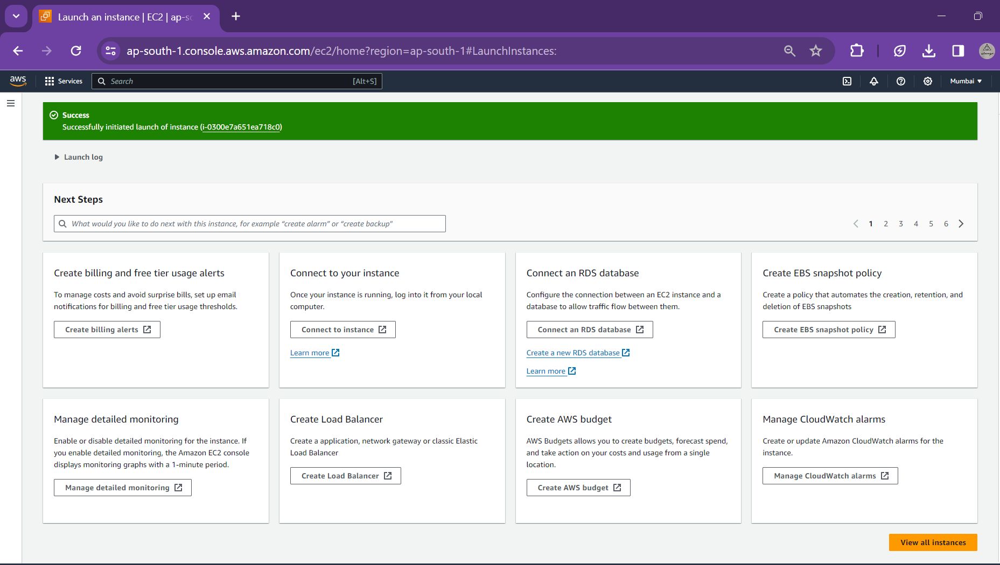 Launch an instance | EC2 | ap-sc
ap-south-1.console.aws.amazon.com/ec2/home?region=ap-south-1#LaunchInstances:
aws
Services
Search
[Alt+S]
Mumbai
Success
Successfully initiated launch of instance (i-0300e7a651ea718c0)
Launch log
Next Steps
What would you like to do next with this instance, for example “create alarm” or “create backup"
1 2 3 4 5 6
Create billing and free tier usage alerts
To manage costs and avoid surprise bills, set up email
notifications for billing and free tier usage thresholds.
Create billing alerts
Connect to your instance
Once your instance is running, log into it from your local
computer.
Connect to instance
Learn more
Connect an RDS database
Configure the connection between an EC2 instance and a
database to allow traffic flow between them.
Connect an RDS database
Create a new RDS database
Learn more
Create EBS snapshot policy
Create a policy that automates the creation, retention, and
deletion of EBS snapshots
Create EBS snapshot policy
Manage detailed monitoring
Enable or disable detailed monitoring for the instance. If
you enable detailed monitoring, the Amazon EC2 console
displays monitoring graphs with a 1-minute period.
Manage detailed monitoring
Create Load Balancer
Create a application, network gateway or classic Elastic
Load Balancer
Create Load Balancer
Create AWS budget
AWS Budgets allows you to create budgets, forecast spend,
and take action on your costs and usage from a single
location.
Create AWS budget
Manage CloudWatch alarms
Create or update Amazon CloudWatch alarms for the
instance.
Manage CloudWatch alarms
View all instances